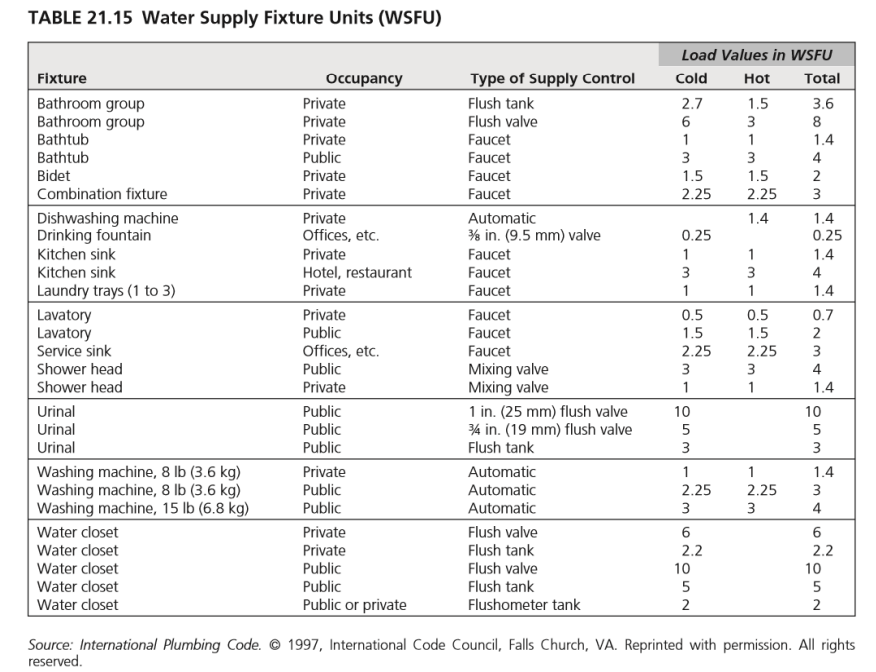 TABLE 21.15 Water Supply Fixture Units (WSFU)
Load Values in WSFU
Fixture Occupancy Type of Supply Control Cold Hot Total
Bathroom group Private Flush tank 2.7 1.5 3.6
Bathroom group Private Flush valve 6 3 8
Bathtub Private Faucet 1 1 1.4
Bathtub Public Faucet 3 3 4
Bidet Private Faucet 1.5 1.5 2
Combination fixture Private Faucet 2.25 2.25 3
Dishwashing machine Private Automatic 1.4 1.4
Drinking fountain Offices, etc. ⅜ in. (9.5 mm) valve 0.25 0.25
Kitchen sink Private Faucet 1 1 1.4
Kitchen sink Hotel, restaurant Faucet 3 3 4
Laundry trays (1 to 3) Private Faucet 1 1 1.4
Lavatory Private Faucet 0.5 0.5 0.7
Lavatory Public Faucet 1.5 1.5 2
Service sink Offices, etc. Faucet 2.25 2.25 3
Shower head Public Mixing valve 3 3 4
Shower head Private Mixing valve 1 1 1.4
Urinal Public 1 in. (25 mm) flush valve 10 10
Urinal Public ¾ in. (19 mm) flush valve 5 5
Urinal Public Flush tank 3 3
Washing machine, 8 lb (3.6 kg) Private Automatic 1 1 1.4
Washing machine, 8 lb (3.6 kg) Public Automatic 2.25 2.25 3
Washing machine, 15 lb (6.8 kg) Public Automatic 3 3 4
Water closet Private Flush valve 6 6
Water closet Private Flush tank 2.2 2.2
Water closet Public Flush valve 10 10
Water closet Public Flush tank 5 5
Water closet Public or private Flushometer tank 2 2
Source: International Plumbing Code. © 1997, International Code Council, Falls Church, VA. Reprinted with permission. All rights
reserved.